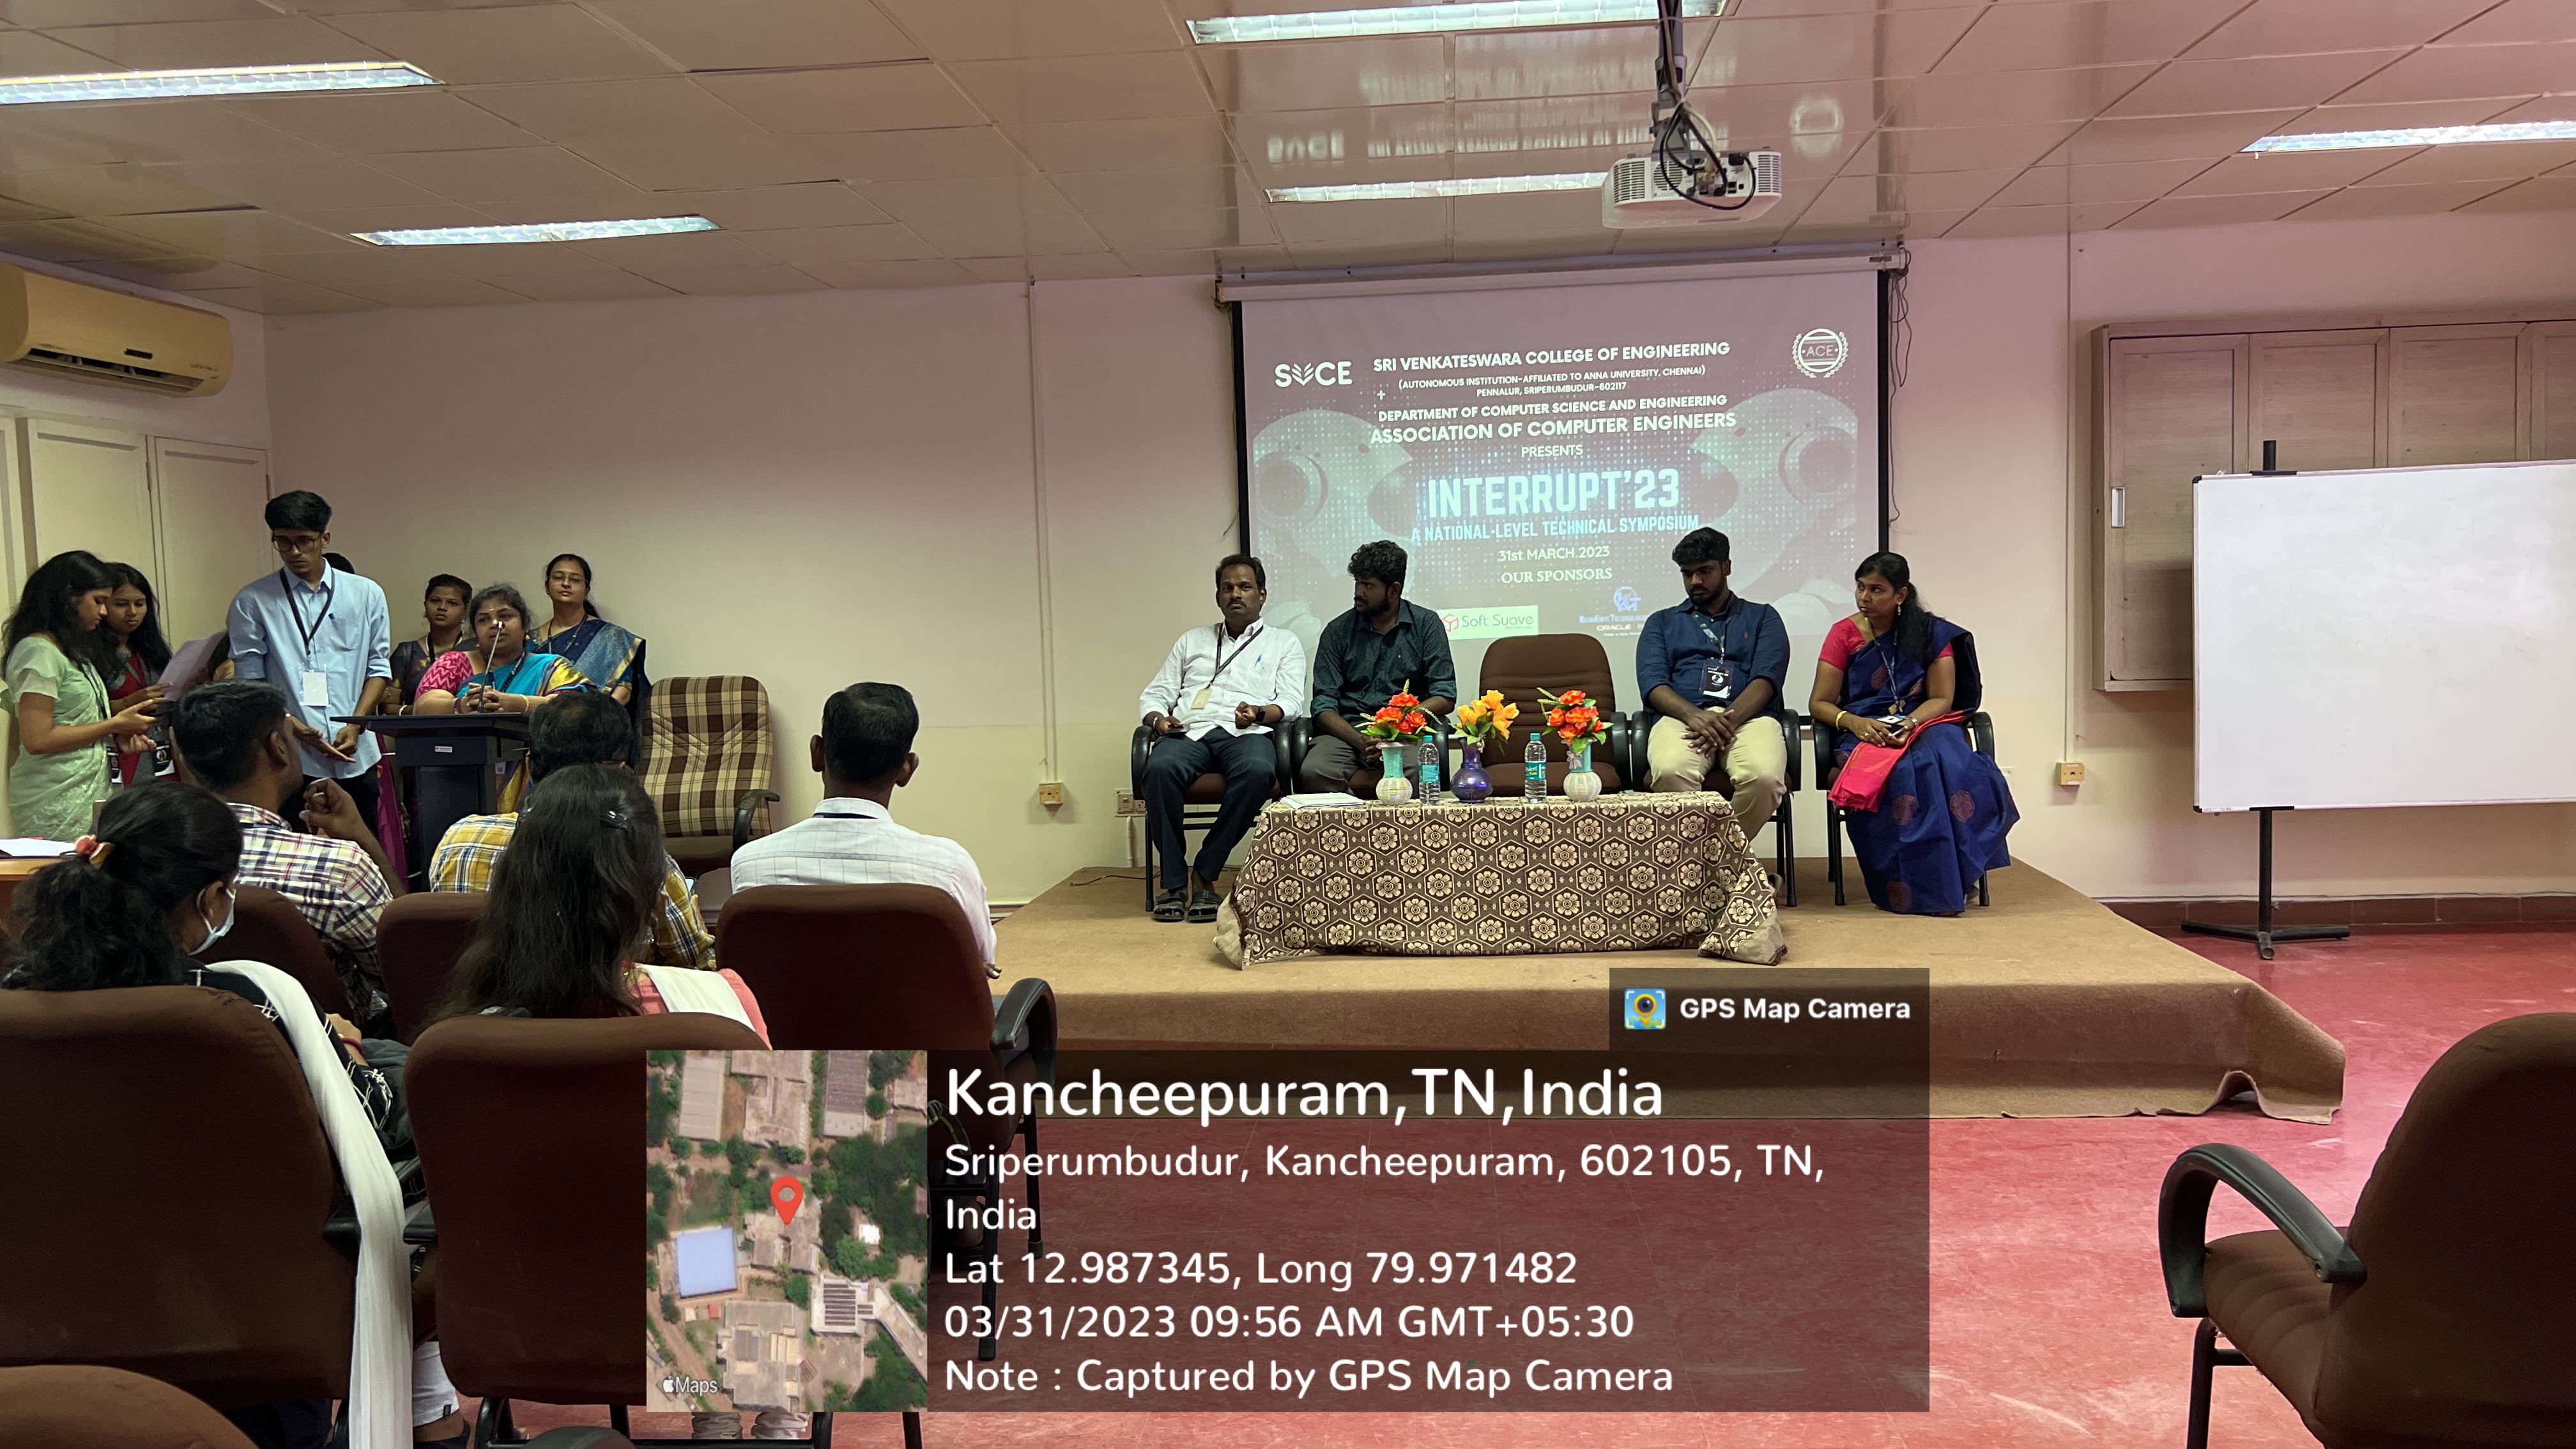 SVCE
SRI VENKATESWARA COLLEGE OF ENGINEERING
ACE
(AUTONOMOUS INSTITUTION-AFFILIATED TO ANNA UNIVERSITY, CHENNAI)
PENNALUR, SRIPERUMBUDUR-602117
DEPARTMENT OF COMPUTER SCIENCE AND ENGINEERING
ASSOCIATION OF COMPUTER ENGINEERS
PRESENTS
INTERRUPT'23
A NATIONAL-LEVEL TECHNICAL SYMPOSIUM
31st MARCH 2023
OUR SPONSORS
Soft Suave
ORACLE
GPS Map Camera
Kancheepuram,TN,India
Sriperumbudur, Kancheepuram, 602105, TN,
India
Lat 12.987345, Long 79.971482
03/31/2023 09:56 AM GMT+05:30
Note : Captured by GPS Map Camera
Maps